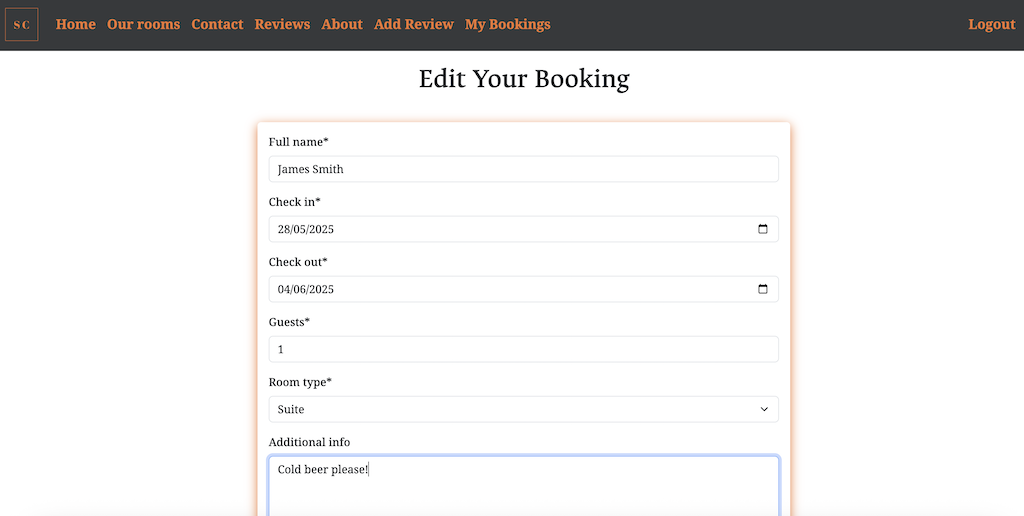 SC Home Our rooms Contact Reviews About Add Review My Bookings Logout
Edit Your Booking
Full name*
James Smith
Check in*
28/05/2025
Check out*
04/06/2025
Guests*
1
Room type*
Suite
Additional info
Cold beer please!